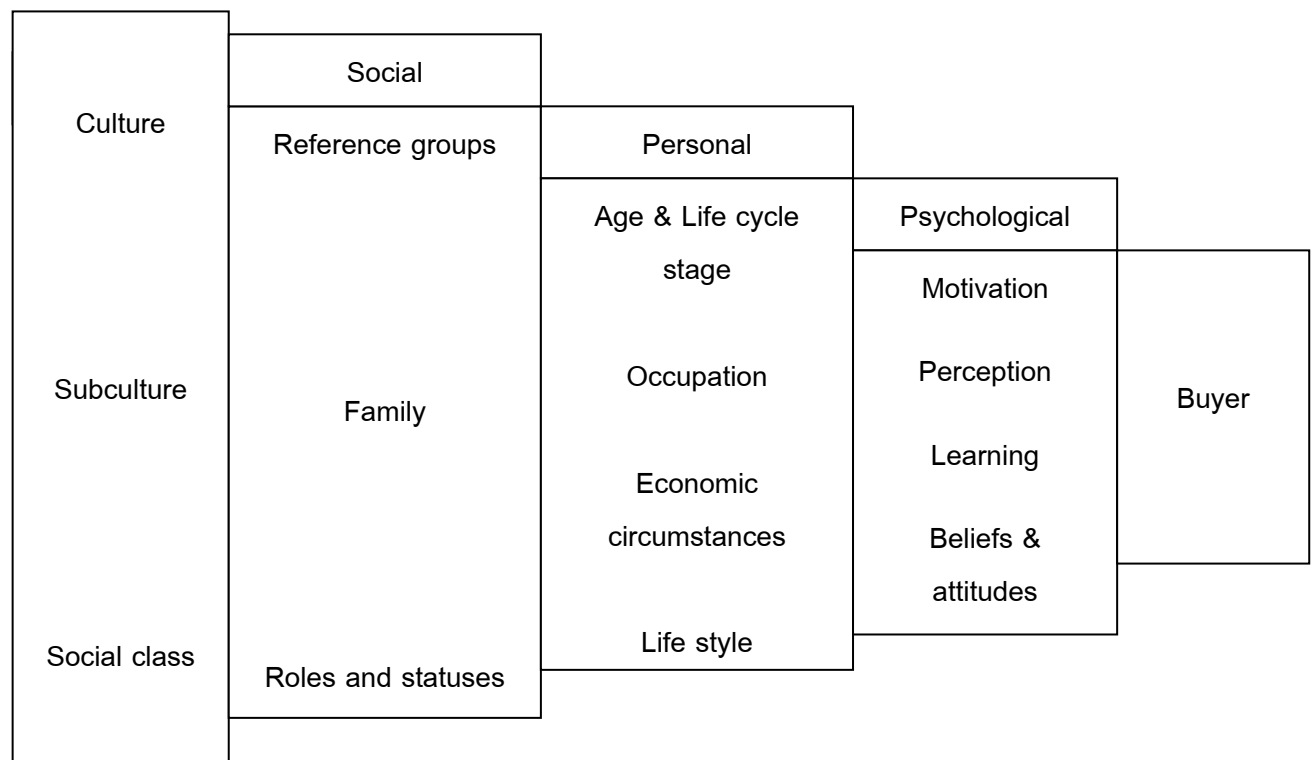 Culture
Subculture
Social class
Social
Reference groups
Family
Roles and statuses
Personal
Age & Life cycle
stage
Occupation
Economic
circumstances
Life style
Psychological
Motivation
Perception
Learning
Beliefs &
attitudes
Buyer